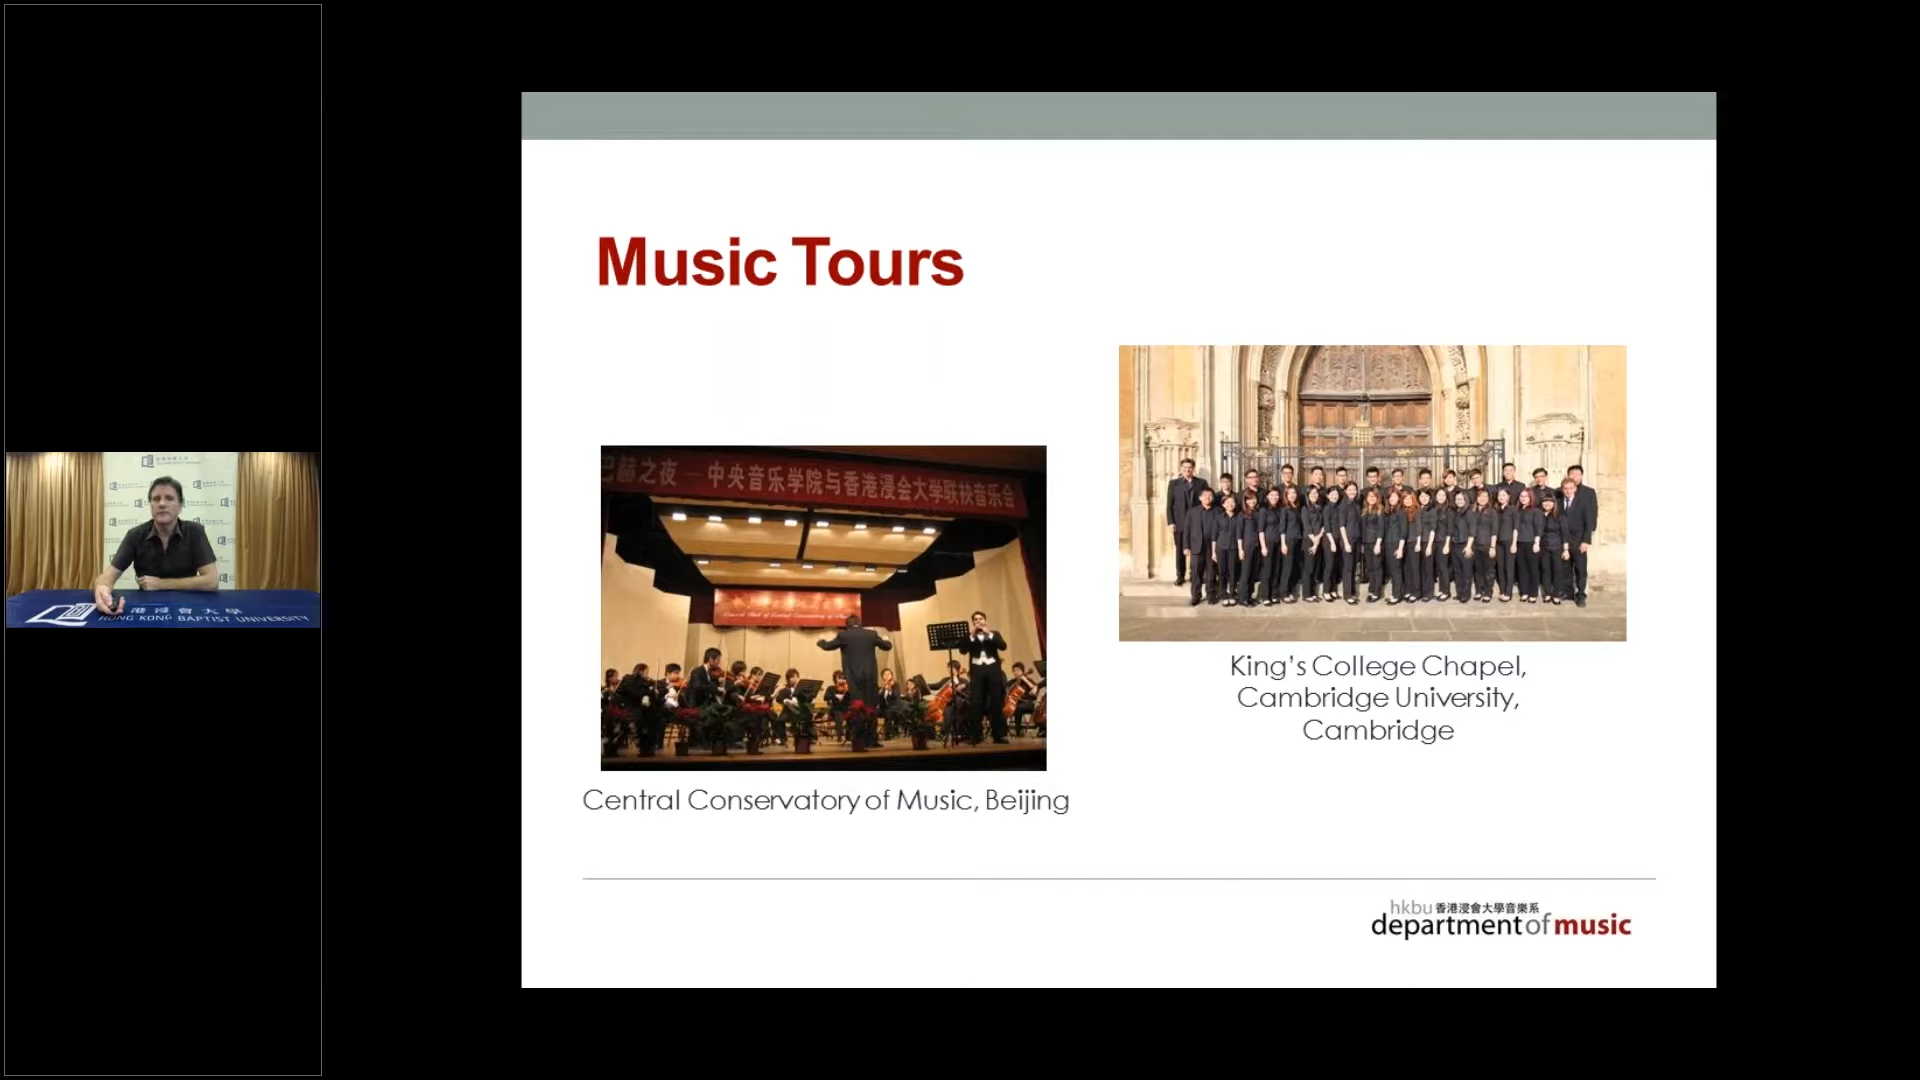 Music Tours
巴赫之夜 — 中央音乐学院与香港浸会大学联袂音乐会
King's College Chapel,
Cambridge University,
Cambridge
Central Conservatory of Music, Beijing
港浸會大學
HONG KONG BAPTIST UNIVERSITY
hkbu 香港浸會大學音樂系
department of music